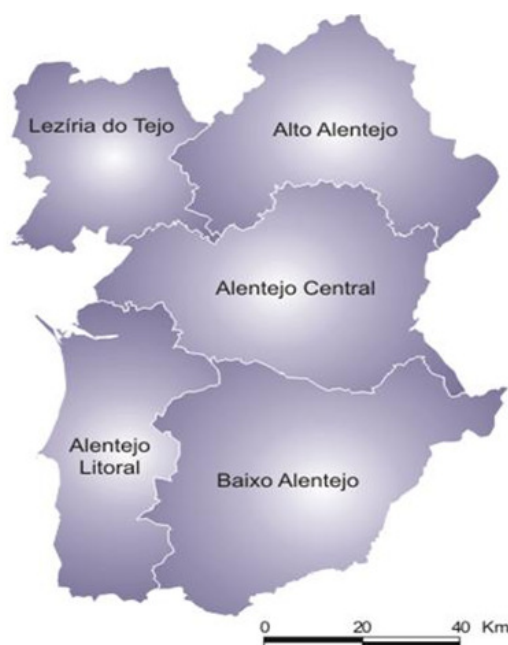 Lezíria do Tejo
Alto Alentejo
Alentejo Central
Alentejo
Litoral
Baixo Alentejo
0 20 40 Km